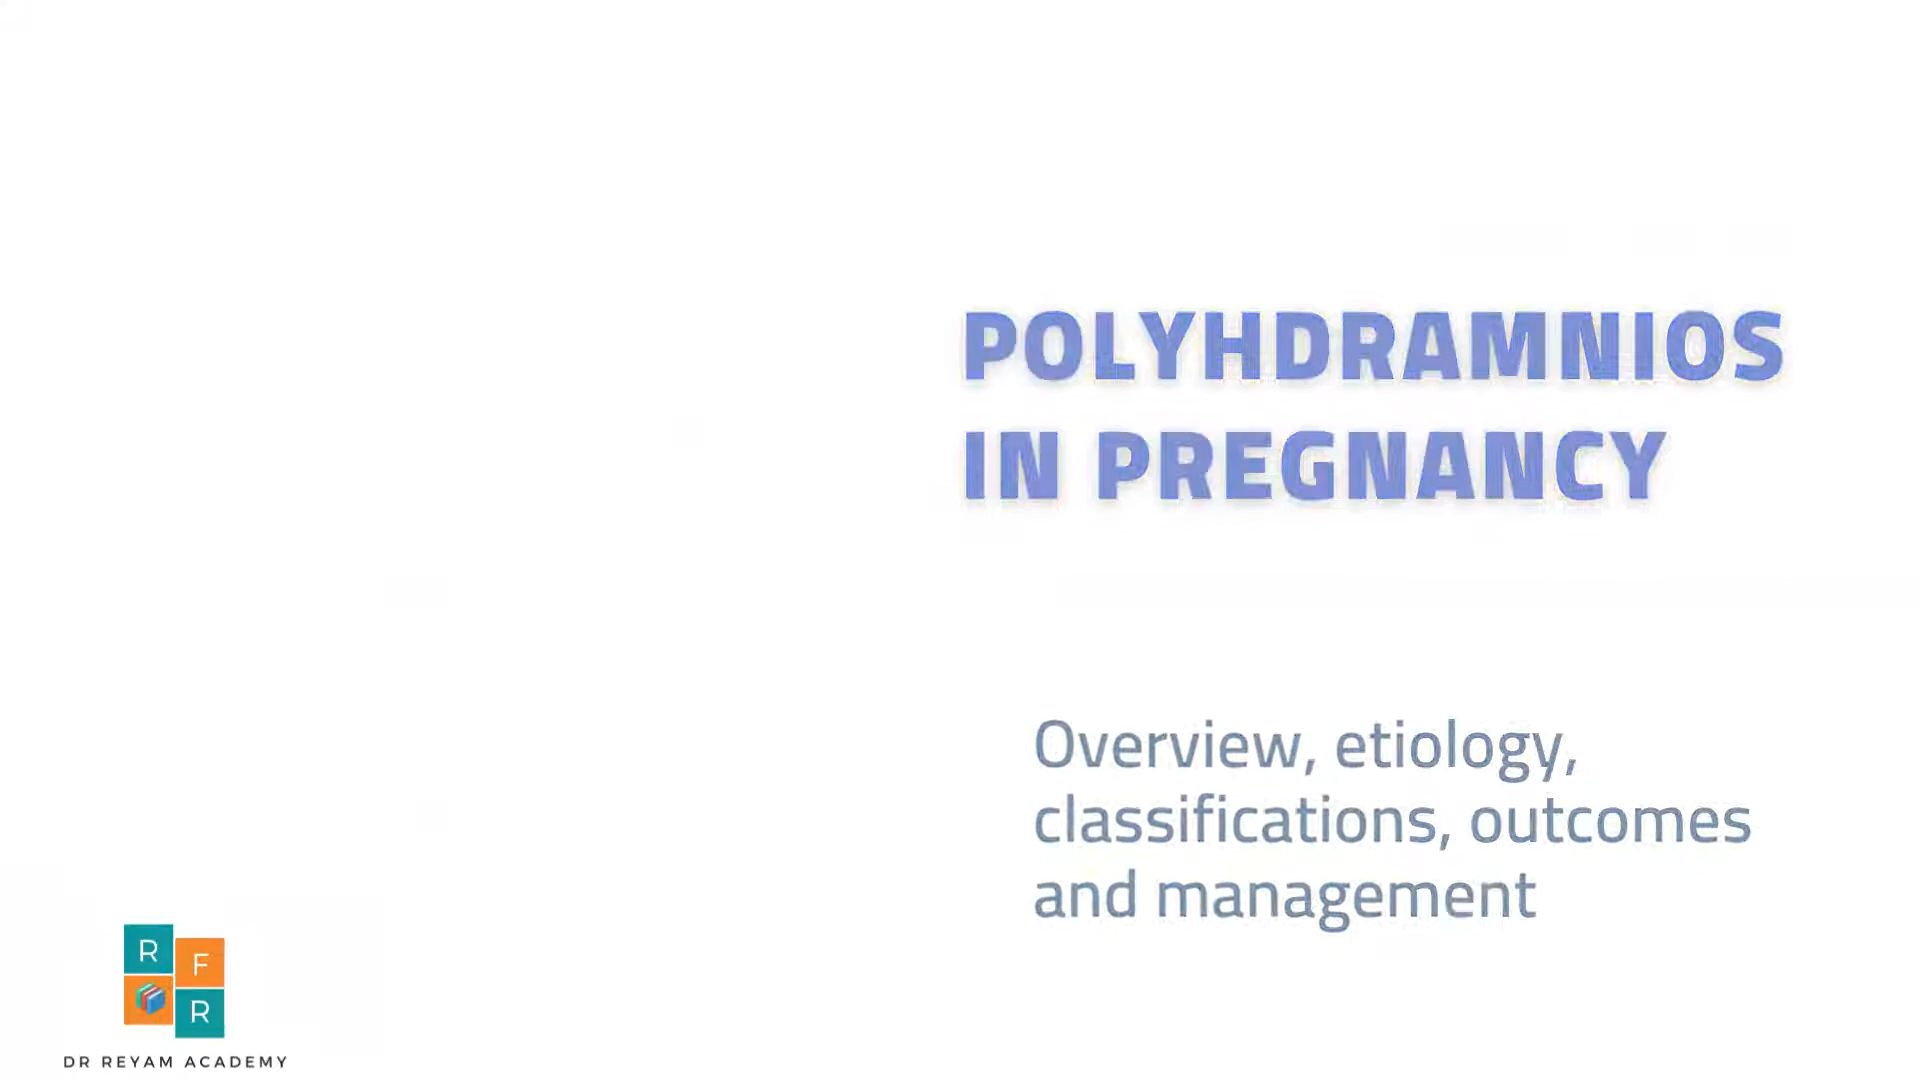 POLYHDRAMNIOS
IN PREGNANCY
Overview, etiology,
classifications, outcomes
and management
R
F
R
DR REYAM ACADEMY